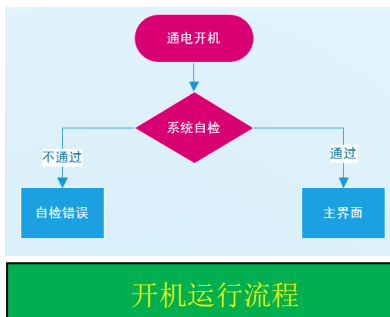 通电开机
系统自检
不通过
通过
自检错误
主界面
开机运行流程